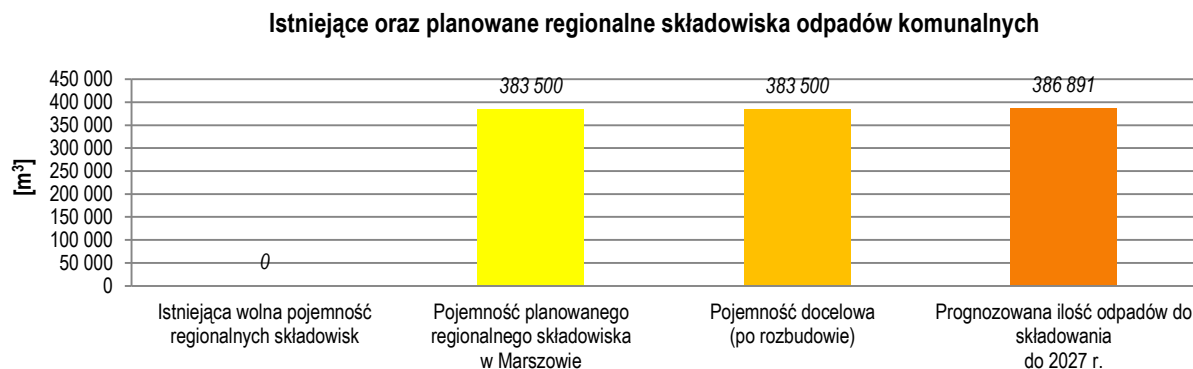 Istniejące oraz planowane regionalne składowiska odpadów komunalnych
[m³]
450 000
400 000
350 000
300 000
250 000
200 000
150 000
100 000
50 000
0
0
383 500
383 500
386 891
Istniejąca wolna pojemność
regionalnych składowisk
Pojemność planowanego
regionalnego składowiska
w Marszowie
Pojemność docelowa
(po rozbudowie)
Prognozowana ilość odpadów do
składowania
do 2027 r.